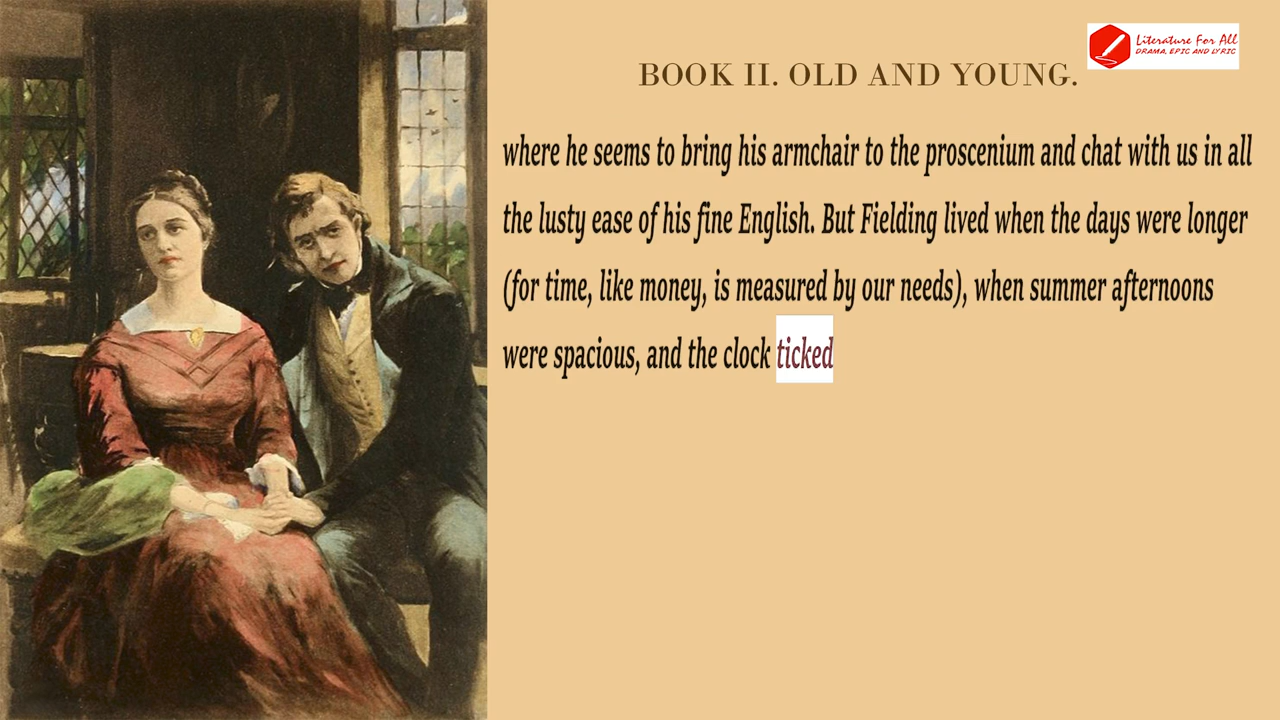 Literature For All
DRAMA, EPIC AND LYRIC
BOOK II. OLD AND YOUNG.
where he seems to bring his armchair to the proscenium and chat with us in all
the lusty ease of his fine English. But Fielding lived when the days were longer
(for time, like money, is measured by our needs), when summer afternoons
were spacious, and the clock ticked